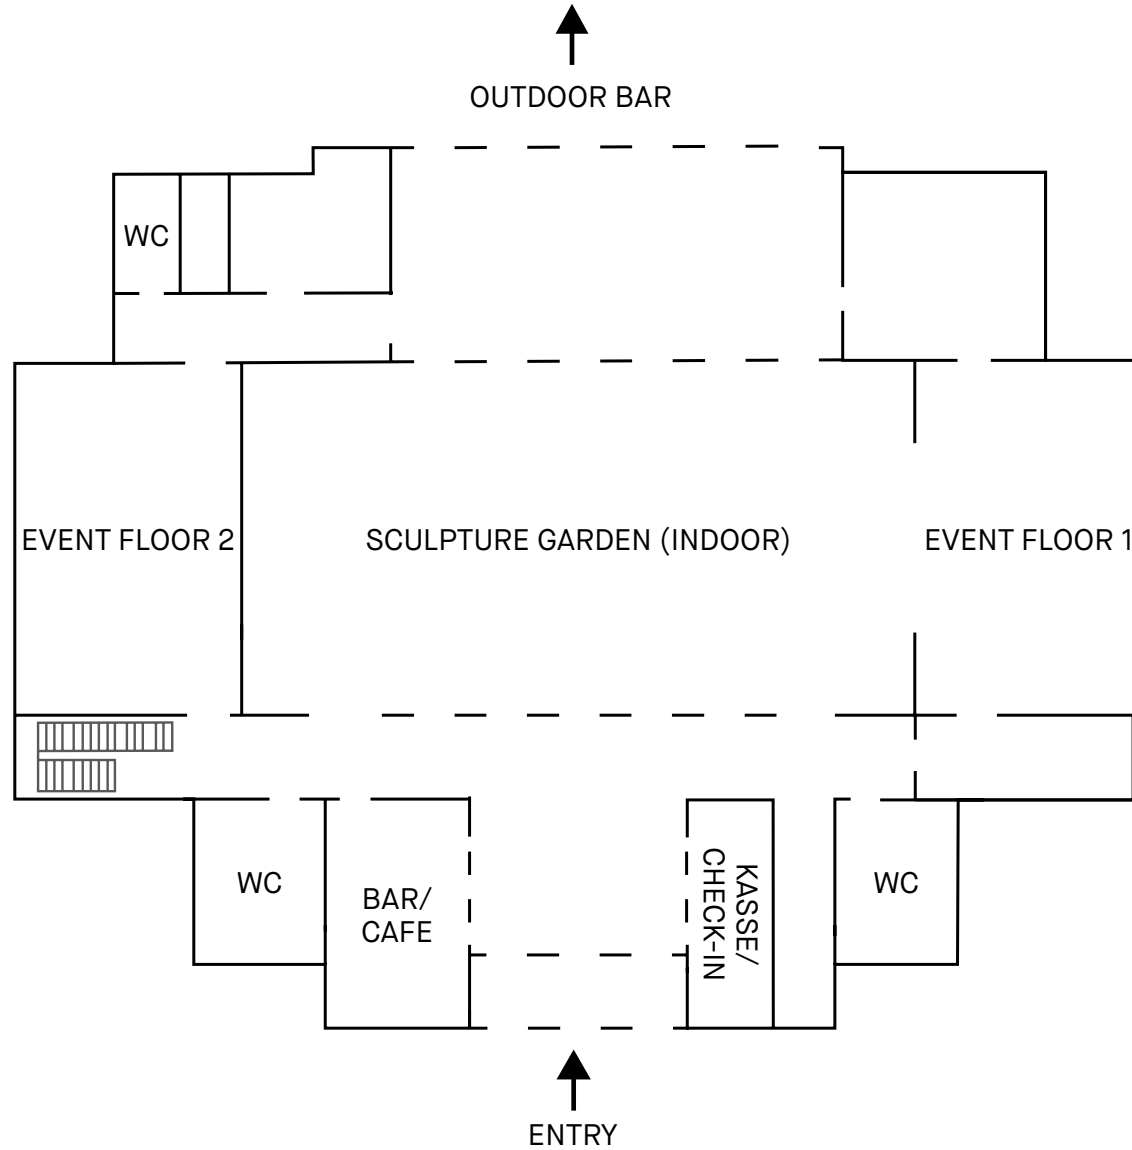 OUTDOOR BAR
WC
EVENT FLOOR 2
SCULPTURE GARDEN (INDOOR)
EVENT FLOOR 1
WC
BAR/
CAFE
KASSE/
CHECK-IN
WC
ENTRY